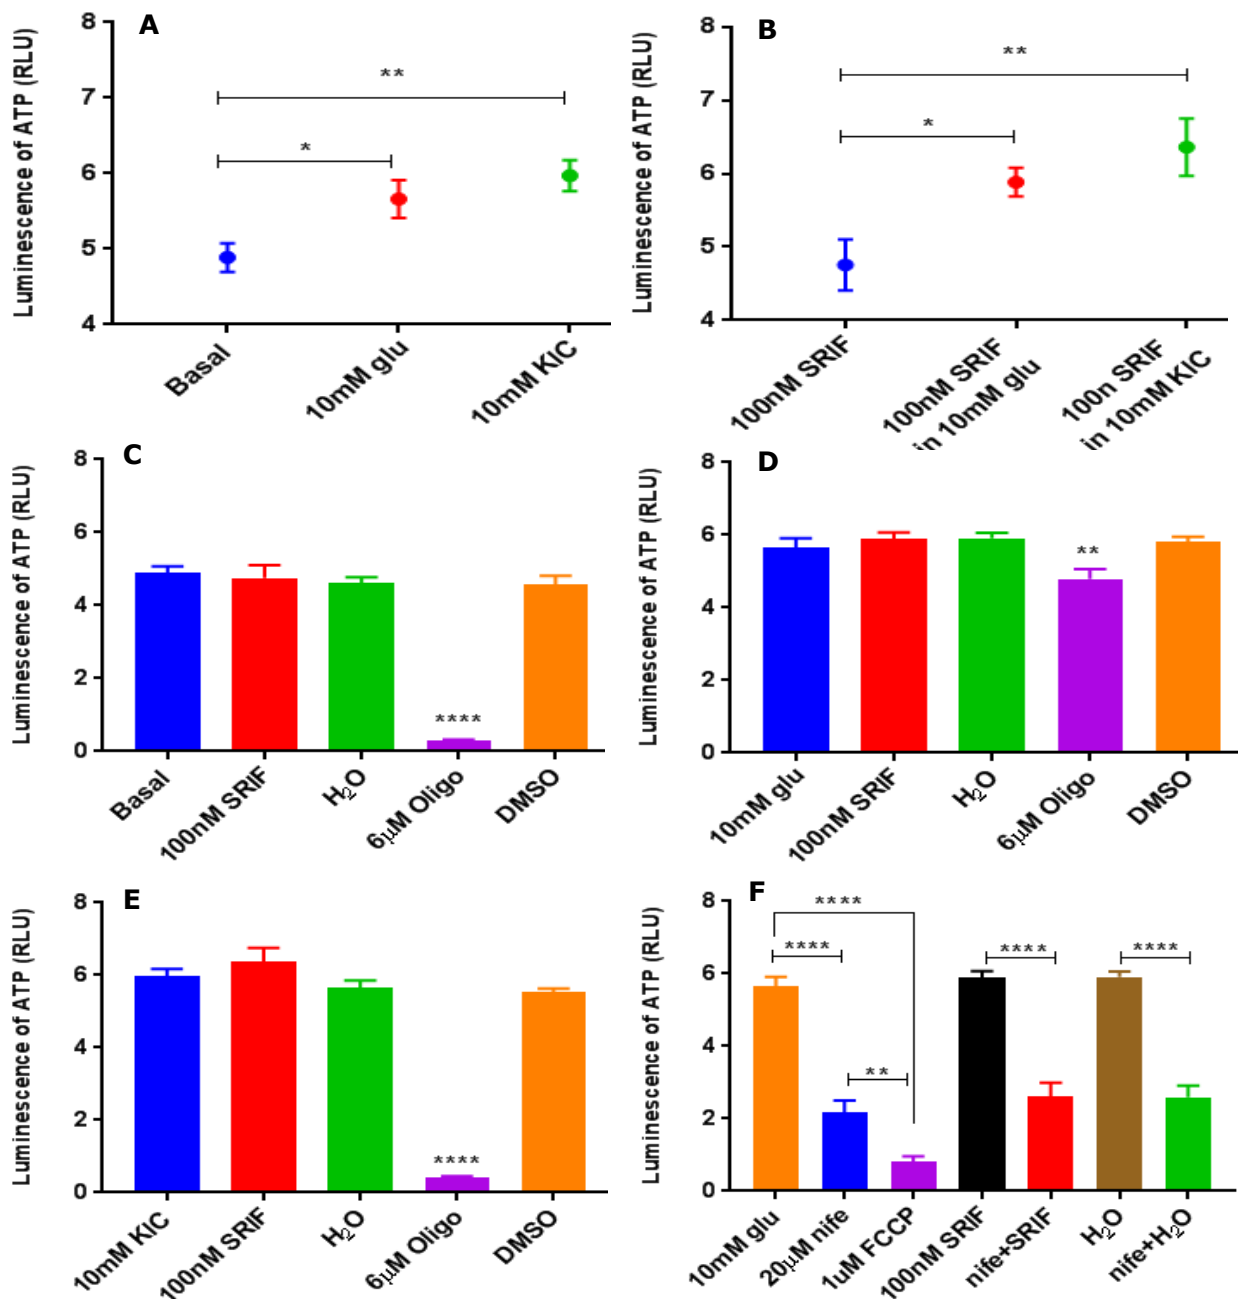 A
Luminescence of ATP (RLU)
8
7
6
5
4
**
*
Basal
10mM glu
10mM KIC
B
Luminescence of ATP (RLU)
8
7
6
5
4
**
*
100nM SRIF
100nM SRIF
in 10mM glu
100n SRIF
in 10mM KIC
C
Luminescence of ATP (RLU)
8
6
4
2
0
****
Basal
100nM SRIF
H₂O
6μM Oligo
DMSO
D
Luminescence of ATP (RLU)
8
6
4
2
0
**
10mM glu
100nM SRIF
H₂O
6μM Oligo
DMSO
E
Luminescence of ATP (RLU)
8
6
4
2
0
****
10mM KIC
100nM SRIF
H₂O
6μM Oligo
DMSO
F
Luminescence of ATP (RLU)
8
6
4
2
0
****
****
**
****
****
10mM glu
20μM nife
1uM FCCP
100nM SRIF
nife+SRIF
H₂O
nife+H₂O